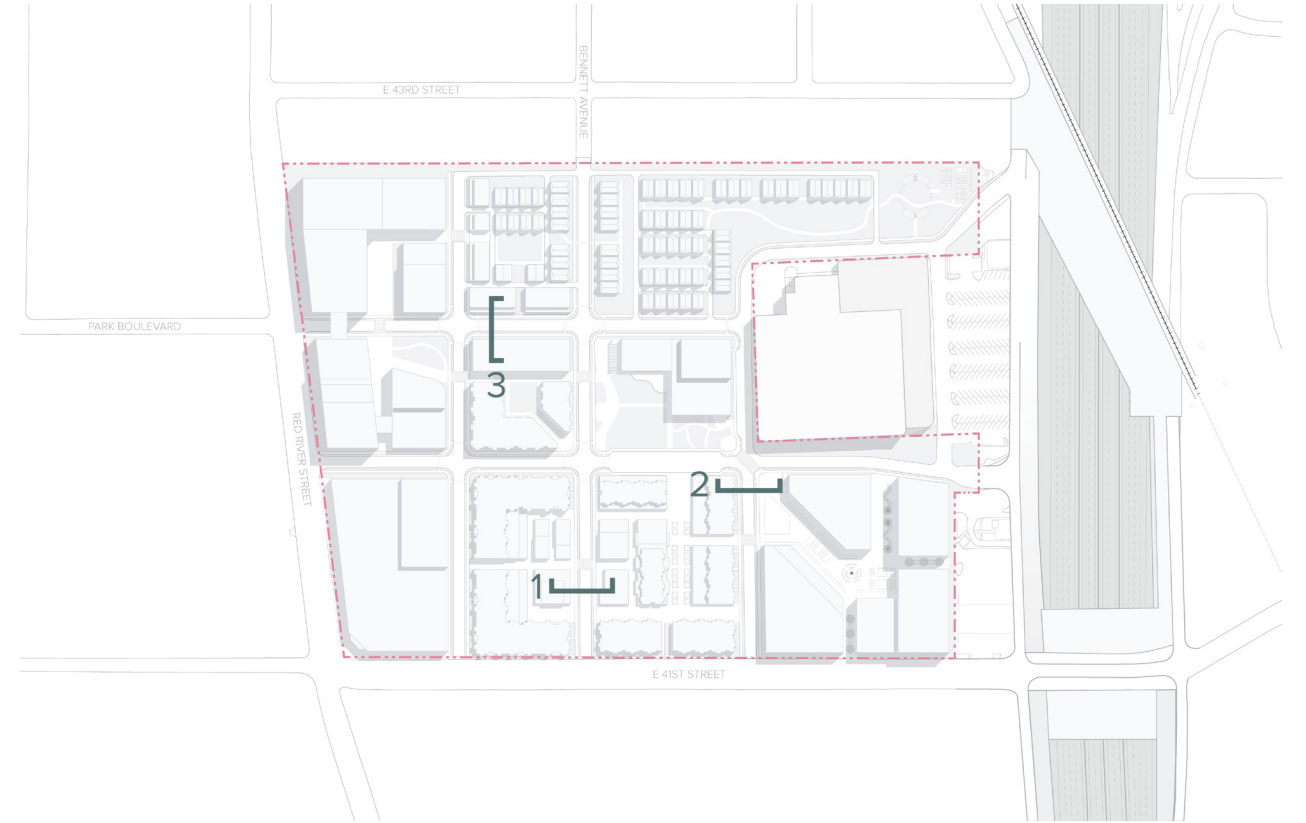 E 43RD STREET
BENNETT AVENUE
PARK BOULEVARD
3
RED RIVER STREET
2
1
E 41ST STREET